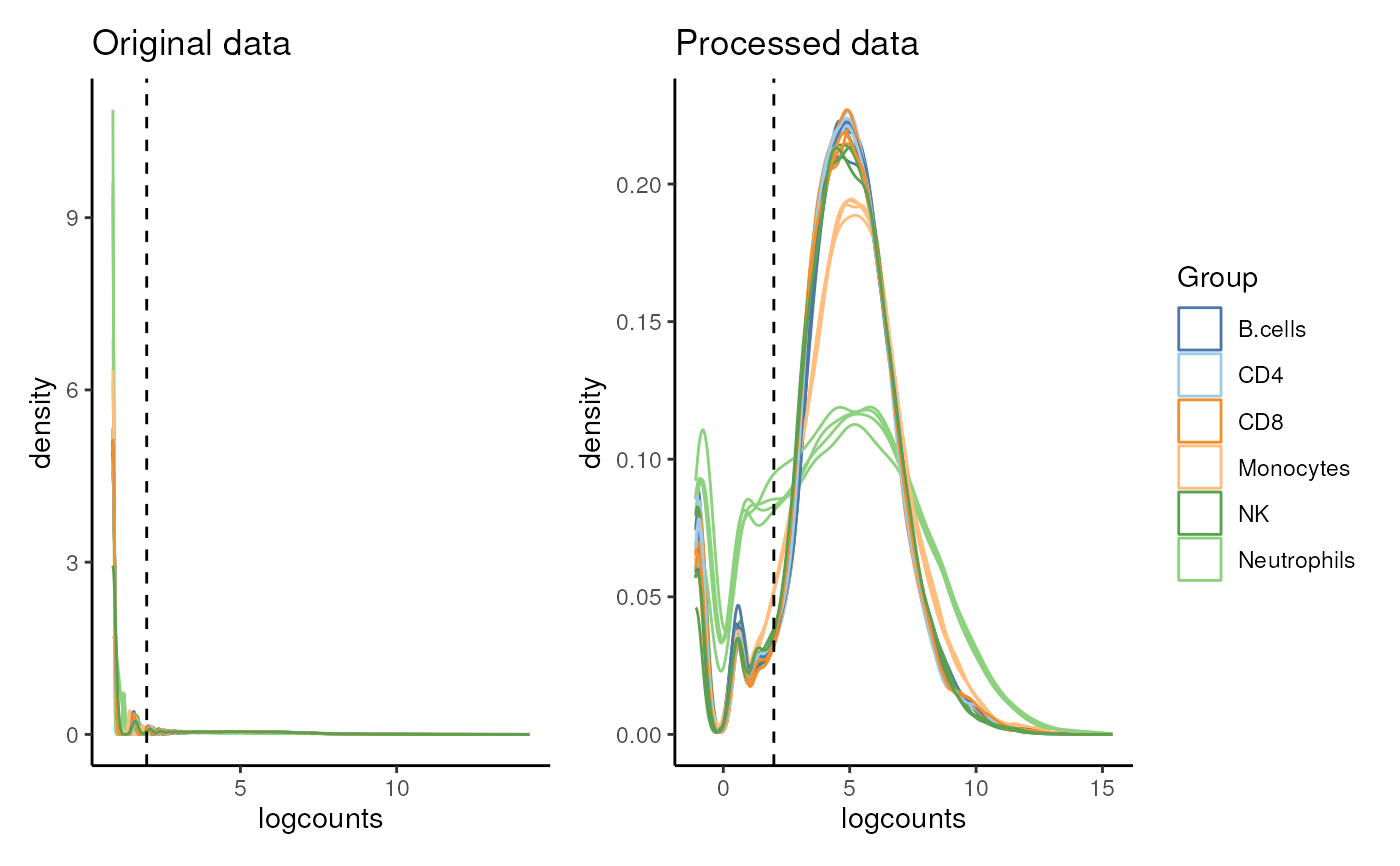 Original data
density
9
6
3
0
5 10
logcounts
Processed data
density
0.20
0.15
0.10
0.05
0.00
0 5 10 15
logcounts
Group
B.cells
CD4
CD8
Monocytes
NK
Neutrophils